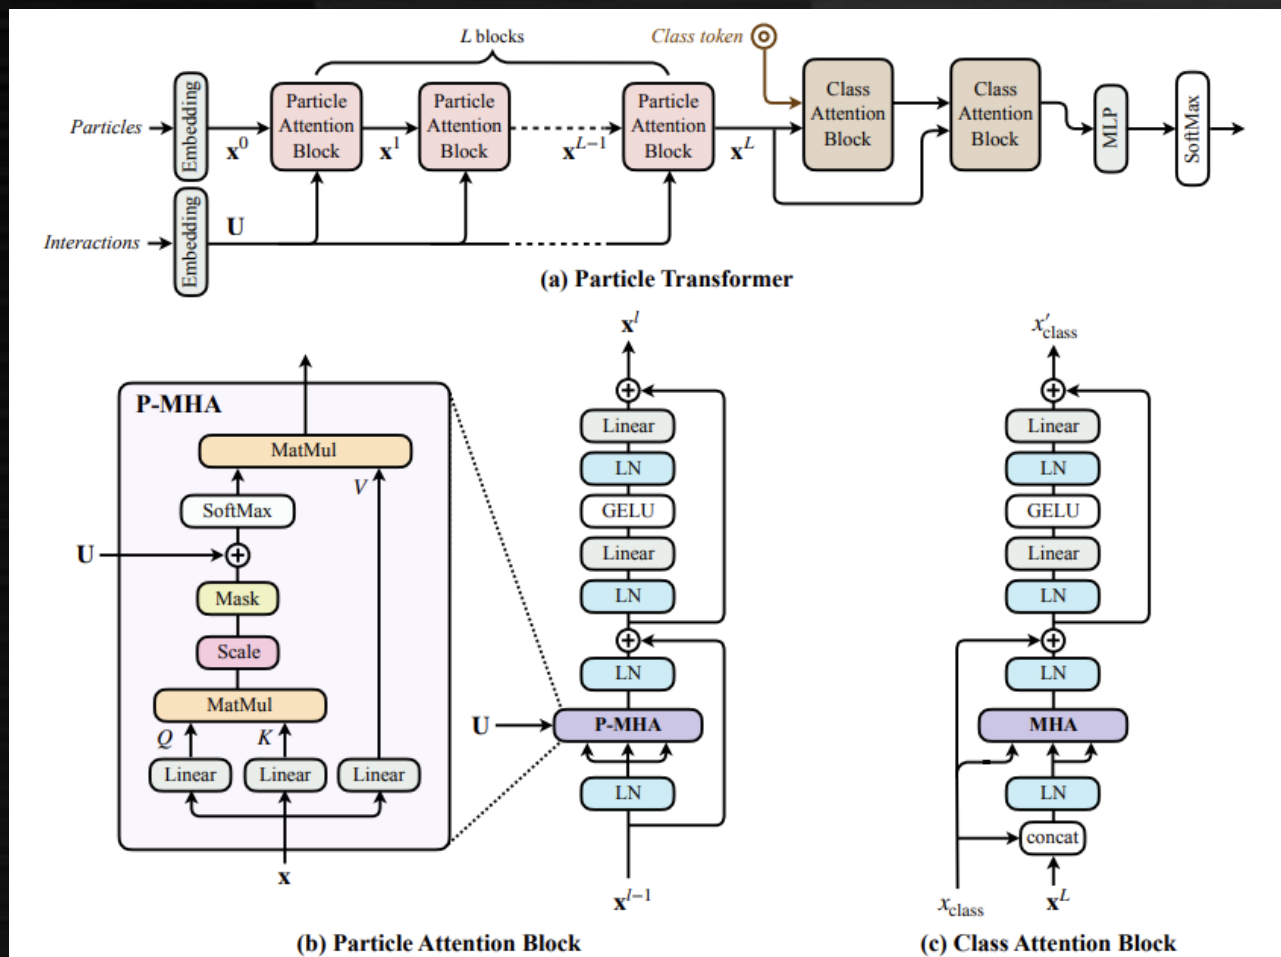 L blocks
Class token
Particles
Embedding
x⁰
Particle
Attention
Block
x¹
Particle
Attention
Block
xᴸ⁻¹
Particle
Attention
Block
xᴸ
Class
Attention
Block
Class
Attention
Block
MLP
SoftMax
Interactions
Embedding
U
(a) Particle Transformer
P-MHA
MatMul
V
SoftMax
U
+
Mask
Scale
MatMul
Q
K
Linear
Linear
Linear
x
xˡ
+
Linear
LN
GELU
Linear
LN
+
LN
U
P-MHA
LN
xˡ⁻¹
(b) Particle Attention Block
x′class
+
Linear
LN
GELU
Linear
LN
+
LN
MHA
LN
concat
xclass
xᴸ
(c) Class Attention Block